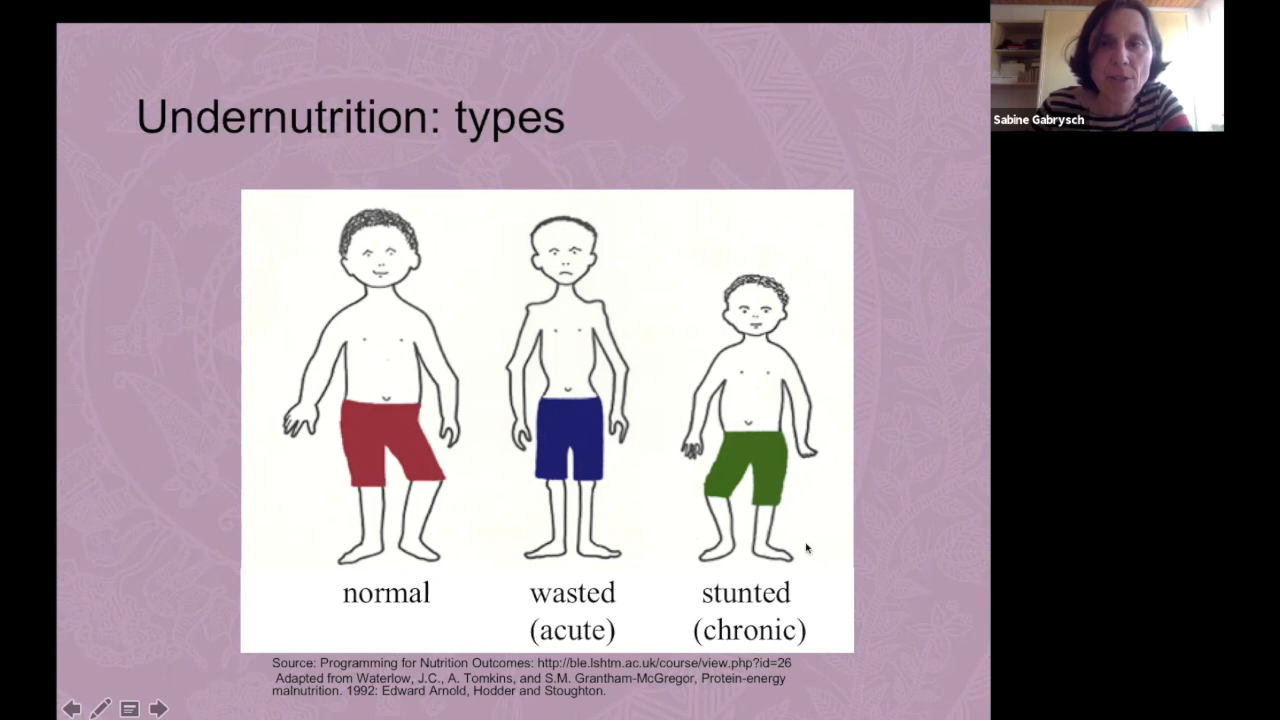 Undernutrition: types
Sabine Gabrysch
normal
wasted
(acute)
stunted
(chronic)
Source: Programming for Nutrition Outcomes: http://ble.lshtm.ac.uk/course/view.php?id=26
Adapted from Waterlow, J.C., A. Tomkins, and S.M. Grantham-McGregor, Protein-energy
malnutrition. 1992: Edward Arnold, Hodder and Stoughton.